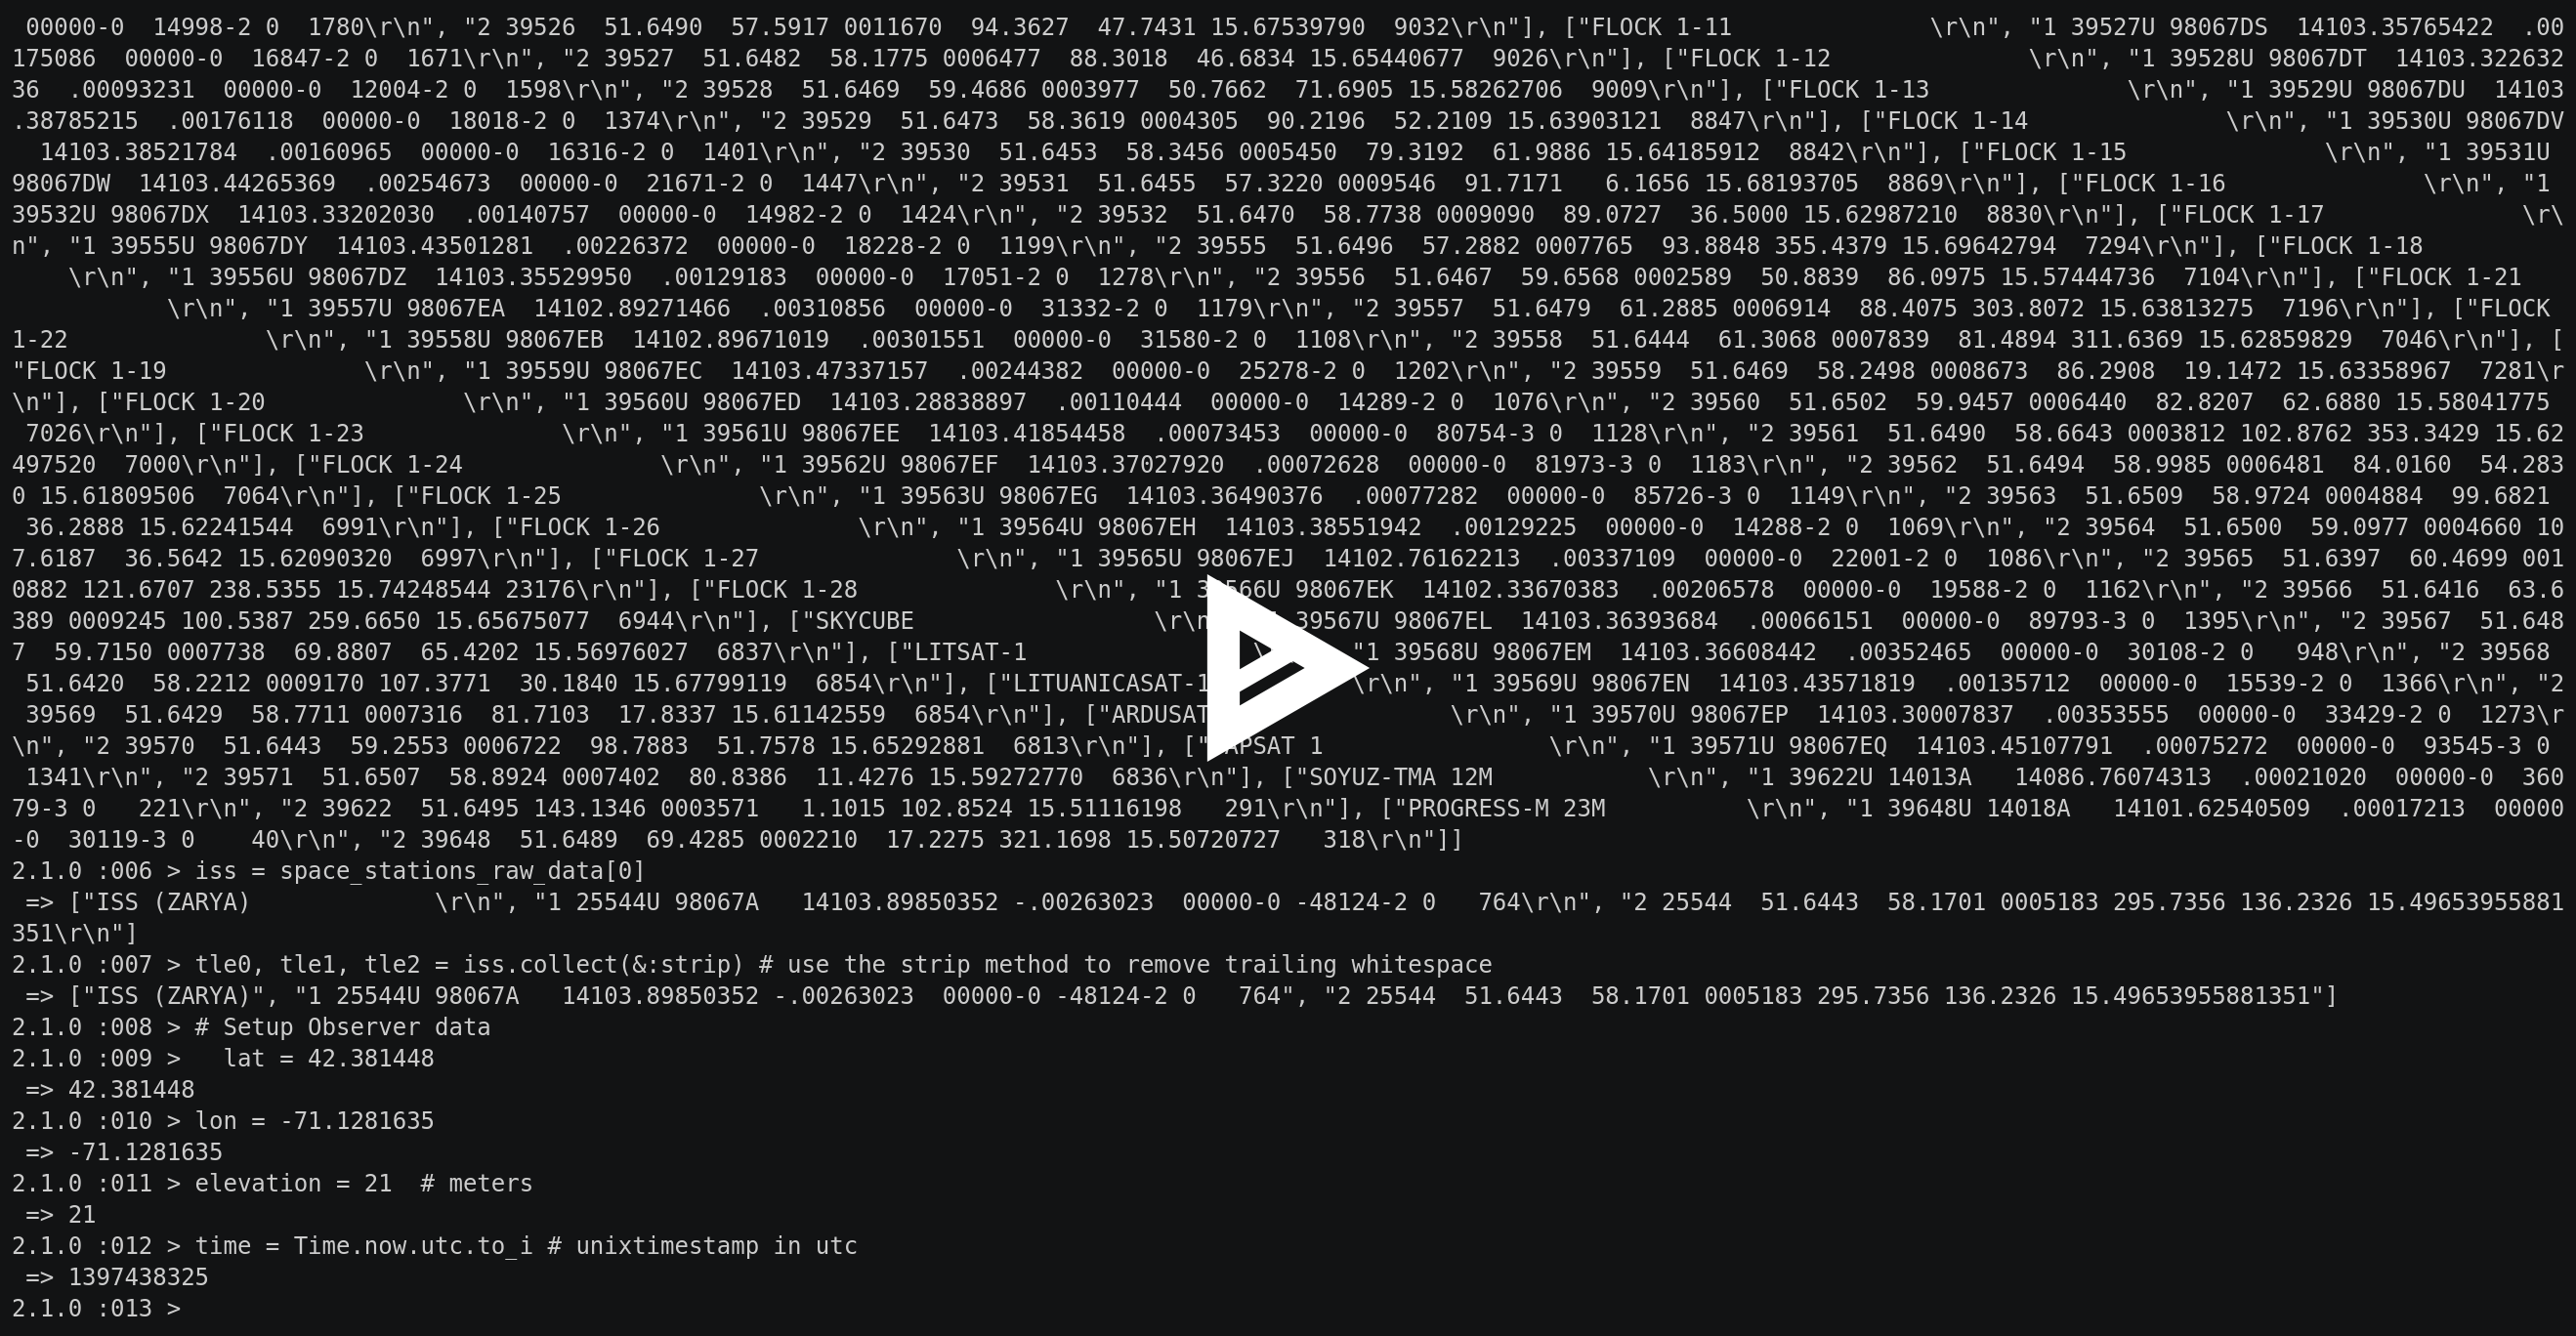 00000-0  14998-2 0  1780\r\n", "2 39526  51.6490  57.5917 0011670  94.3627  47.7431 15.67539790  9032\r\n"], ["FLOCK 1-11              \r\n", "1 39527U 98067DS  14103.35765422  .00
175086  00000-0  16847-2 0  1671\r\n", "2 39527  51.6482  58.1775 0006477  88.3018  46.6834 15.65440677  9026\r\n"], ["FLOCK 1-12              \r\n", "1 39528U 98067DT  14103.322632
36  .00093231  00000-0  12004-2 0  1598\r\n", "2 39528  51.6469  59.4686 0003977  50.7662  71.6905 15.58262706  9009\r\n"], ["FLOCK 1-13              \r\n", "1 39529U 98067DU  14103
.38785215  .00176118  00000-0  18018-2 0  1374\r\n", "2 39529  51.6473  58.3619 0004305  90.2196  52.2109 15.63903121  8847\r\n"], ["FLOCK 1-14              \r\n", "1 39530U 98067DV
  14103.38521784  .00160965  00000-0  16316-2 0  1401\r\n", "2 39530  51.6453  58.3456 0005450  79.3192  61.9886 15.64185912  8842\r\n"], ["FLOCK 1-15              \r\n", "1 39531U
98067DW  14103.44265369  .00254673  00000-0  21671-2 0  1447\r\n", "2 39531  51.6455  57.3220 0009546  91.7171   6.1656 15.68193705  8869\r\n"], ["FLOCK 1-16              \r\n", "1
39532U 98067DX  14103.33202030  .00140757  00000-0  14982-2 0  1424\r\n", "2 39532  51.6470  58.7738 0009090  89.0727  36.5000 15.62987210  8830\r\n"], ["FLOCK 1-17              \r\
n", "1 39555U 98067DY  14103.43501281  .00226372  00000-0  18228-2 0  1199\r\n", "2 39555  51.6496  57.2882 0007765  93.8848 355.4379 15.69642794  7294\r\n"], ["FLOCK 1-18
    \r\n", "1 39556U 98067DZ  14103.35529950  .00129183  00000-0  17051-2 0  1278\r\n", "2 39556  51.6467  59.6568 0002589  50.8839  86.0975 15.57444736  7104\r\n"], ["FLOCK 1-21
           \r\n", "1 39557U 98067EA  14102.89271466  .00310856  00000-0  31332-2 0  1179\r\n", "2 39557  51.6479  61.2885 0006914  88.4075 303.8072 15.63813275  7196\r\n"], ["FLOCK
1-22              \r\n", "1 39558U 98067EB  14102.89671019  .00301551  00000-0  31580-2 0  1108\r\n", "2 39558  51.6444  61.3068 0007839  81.4894 311.6369 15.62859829  7046\r\n"], [
"FLOCK 1-19              \r\n", "1 39559U 98067EC  14103.47337157  .00244382  00000-0  25278-2 0  1202\r\n", "2 39559  51.6469  58.2498 0008673  86.2908  19.1472 15.63358967  7281\r
\n"], ["FLOCK 1-20              \r\n", "1 39560U 98067ED  14103.28838897  .00110444  00000-0  14289-2 0  1076\r\n", "2 39560  51.6502  59.9457 0006440  82.8207  62.6880 15.58041775
 7026\r\n"], ["FLOCK 1-23              \r\n", "1 39561U 98067EE  14103.41854458  .00073453  00000-0  80754-3 0  1128\r\n", "2 39561  51.6490  58.6643 0003812 102.8762 353.3429 15.62
497520  7000\r\n"], ["FLOCK 1-24              \r\n", "1 39562U 98067EF  14103.37027920  .00072628  00000-0  81973-3 0  1183\r\n", "2 39562  51.6494  58.9985 0006481  84.0160  54.283
0 15.61809506  7064\r\n"], ["FLOCK 1-25              \r\n", "1 39563U 98067EG  14103.36490376  .00077282  00000-0  85726-3 0  1149\r\n", "2 39563  51.6509  58.9724 0004884  99.6821
 36.2888 15.62241544  6991\r\n"], ["FLOCK 1-26              \r\n", "1 39564U 98067EH  14103.38551942  .00129225  00000-0  14288-2 0  1069\r\n", "2 39564  51.6500  59.0977 0004660 10
7.6187  36.5642 15.62090320  6997\r\n"], ["FLOCK 1-27              \r\n", "1 39565U 98067EJ  14102.76162213  .00337109  00000-0  22001-2 0  1086\r\n", "2 39565  51.6397  60.4699 001
0882 121.6707 238.5355 15.74248544 23176\r\n"], ["FLOCK 1-28              \r\n", "1 U 98067EK  14102.33670383  .00206578  00000-0  19588-2 0  1162\r\n", "2 39566  51.6416  63.6
389 0009245 100.5387 259.6650 15.65675077  6944\r\n"], ["SKYCUBE                 \r\n 39567U 98067EL  14103.36393684  .00066151  00000-0  89793-3 0  1395\r\n", "2 39567  51.648
7  59.7150 0007738  69.8807  65.4202 15.56976027  6837\r\n"], ["LITSAT-1                 "1 39568U 98067EM  14103.36608442  .00352465  00000-0  30108-2 0   948\r\n", "2 39568
 51.6420  58.2212 0009170 107.3771  30.1840 15.67799119  6854\r\n"], ["LITUANICASAT-1          \r\n", "1 39569U 98067EN  14103.43571819  .00135712  00000-0  15539-2 0  1366\r\n", "2
 39569  51.6429  58.7711 0007316  81.7103  17.8337 15.61142559  6854\r\n"], ["ARDUSAT                 \r\n", "1 39570U 98067EP  14103.30007837  .00353555  00000-0  33429-2 0  1273\r
\n", "2 39570  51.6443  59.2553 0006722  98.7883  51.7578 15.65292881  6813\r\n"], [" 1                \r\n", "1 39571U 98067EQ  14103.45107791  .00075272  00000-0  93545-3 0
 1341\r\n", "2 39571  51.6507  58.8924 0007402  80.8386  11.4276 15.59272770  6836\r\n"], ["SOYUZ-TMA 12M           \r\n", "1 39622U 14013A   14086.76074313  .00021020  00000-0  360
79-3 0   221\r\n", "2 39622  51.6495 143.1346 0003571   1.1015 102.8524 15.51116198   291\r\n"], ["PROGRESS-M 23M          \r\n", "1 39648U 14018A   14101.62540509  .00017213  00000
-0  30119-3 0    40\r\n", "2 39648  51.6489  69.4285 0002210  17.2275 321.1698 15.50720727   318\r\n"]]
2.1.0 :006 > iss = space_stations_raw_data[0]
 => ["ISS (ZARYA)             \r\n", "1 25544U 98067A   14103.89850352 -.00263023  00000-0 -48124-2 0   764\r\n", "2 25544  51.6443  58.1701 0005183 295.7356 136.2326 15.49653955881
351\r\n"]
2.1.0 :007 > tle0, tle1, tle2 = iss.collect(&:strip) # use the strip method to remove trailing whitespace
 => ["ISS (ZARYA)", "1 25544U 98067A   14103.89850352 -.00263023  00000-0 -48124-2 0   764", "2 25544  51.6443  58.1701 0005183 295.7356 136.2326 15.49653955881351"]
2.1.0 :008 > # Setup Observer data
2.1.0 :009 >   lat = 42.381448
 => 42.381448
2.1.0 :010 > lon = -71.1281635
 => -71.1281635
2.1.0 :011 > elevation = 21  # meters
 => 21
2.1.0 :012 > time = Time.now.utc.to_i # unixtimestamp in utc
 => 1397438325
2.1.0 :013 >